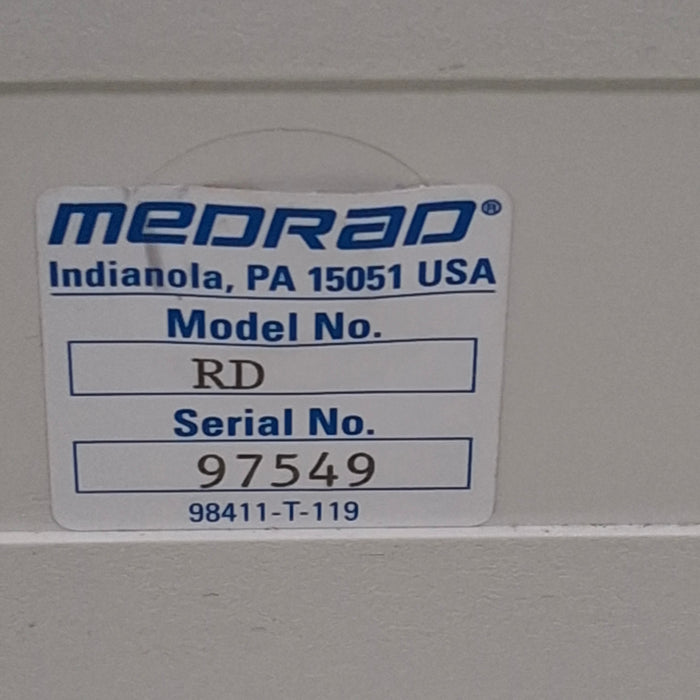 MEDRAD®
Indianola, PA 15051 USA
Model No.
RD
Serial No.
97549
98411-T-119